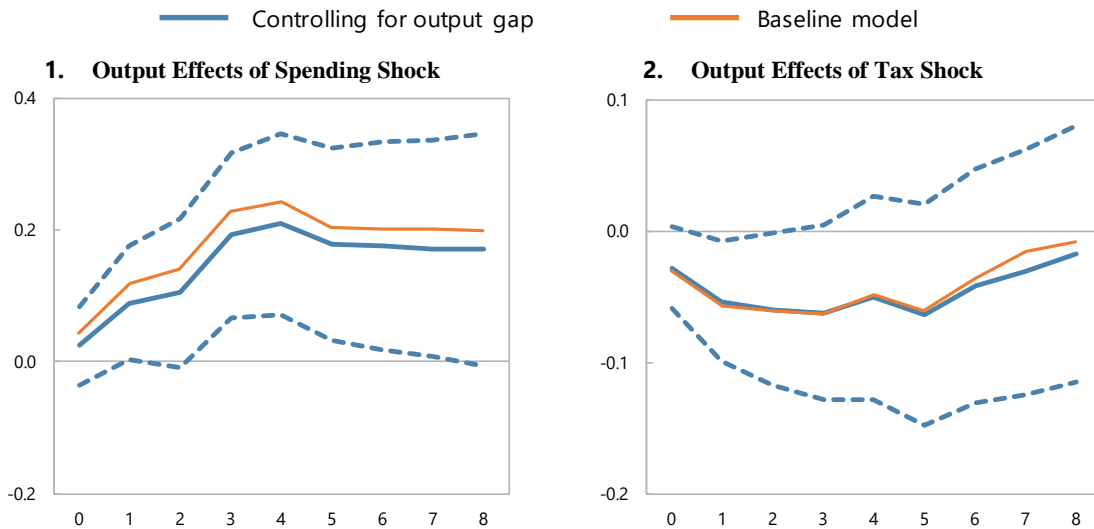 Controlling for output gap Baseline model
1. Output Effects of Spending Shock
0.4
0.2
0.0
-0.2
0 1 2 3 4 5 6 7 8
2. Output Effects of Tax Shock
0.1
0.0
-0.1
-0.2
0 1 2 3 4 5 6 7 8